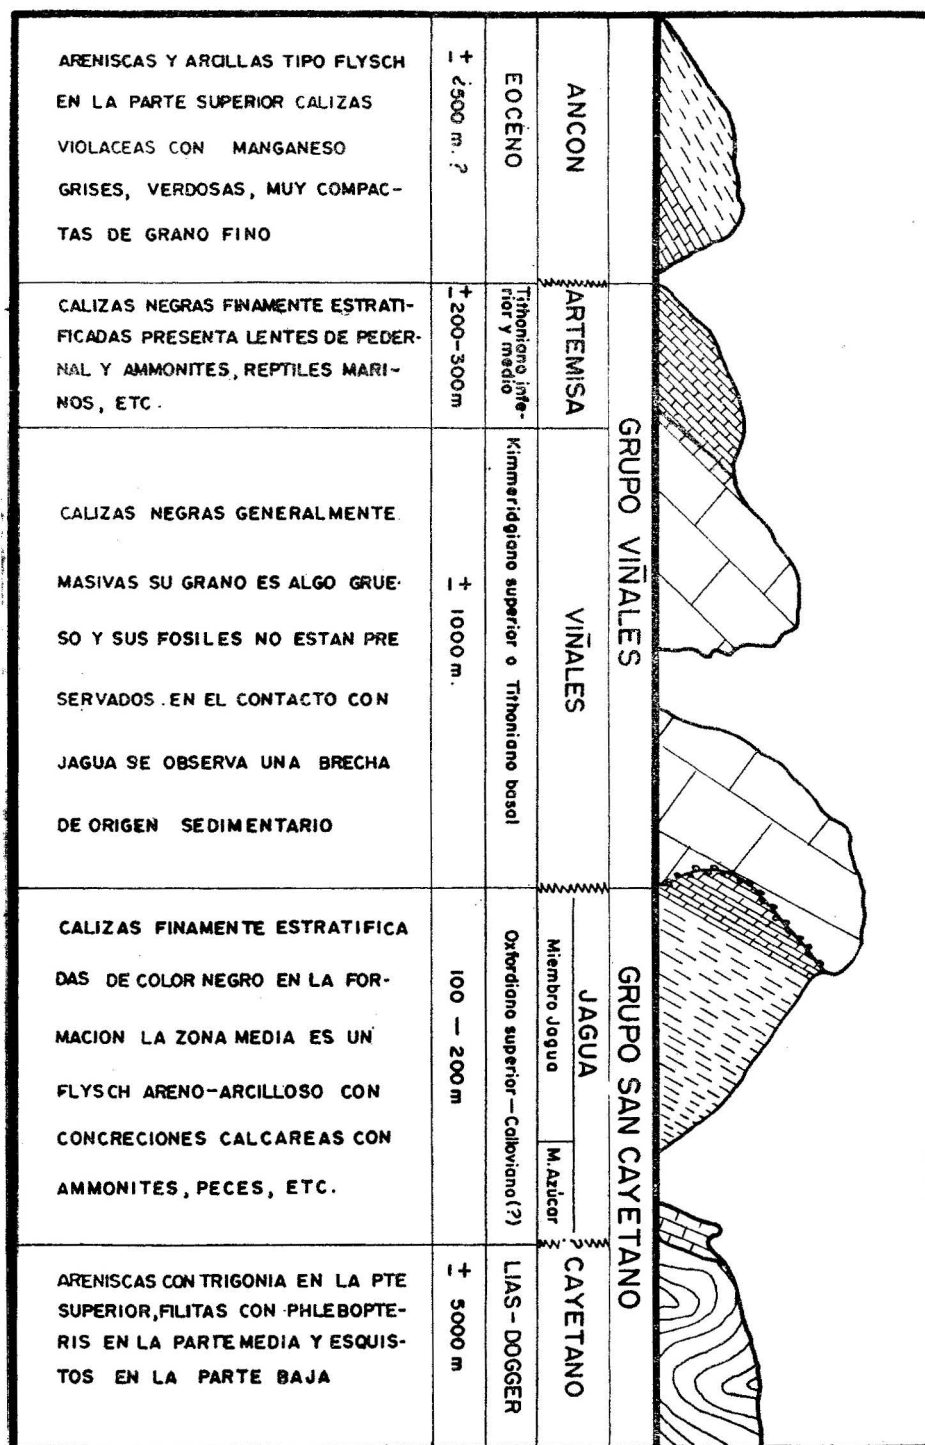 ARENISCAS Y ARCILLAS TIPO FLYSCH
EN LA PARTE SUPERIOR CALIZAS
VIOLACEAS CON MANGANESO
GRISES, VERDOSAS, MUY COMPAC-
TAS DE GRANO FINO
± ¿500 m.?
EOCENO
ANCON
CALIZAS NEGRAS FINAMENTE ESTRATI-
FICADAS PRESENTA LENTES DE PEDER-
NAL Y AMMONITES, REPTILES MARI-
NOS, ETC.
± 200-300m
Tithoniano infe-
rior y medio
ARTEMISA
GRUPO VIÑALES
CALIZAS NEGRAS GENERALMENTE
MASIVAS SU GRANO ES ALGO GRUE-
SO Y SUS FOSILES NO ESTAN PRE
SERVADOS. EN EL CONTACTO CON
JAGUA SE OBSERVA UNA BRECHA
DE ORIGEN SEDIMENTARIO
± 1000m.
Kimmeridgiano superior o Tithoniano basal
VIÑALES
CALIZAS FINAMENTE ESTRATIFICA
DAS DE COLOR NEGRO EN LA FOR-
MACION LA ZONA MEDIA ES UN
FLYSCH ARENO-ARCILLOSO CON
CONCRECIONES CALCAREAS CON
AMMONITES, PECES, ETC.
100 — 200m
Oxfordiano superior—Calloviano(?)
JAGUA
Miembro Jagua
M. Azúcar
GRUPO SAN CAYETANO
ARENISCAS CON TRIGONIA EN LA PTE
SUPERIOR, FILITAS CON PHLEBOPTE-
RIS EN LA PARTE MEDIA Y ESQUIS-
TOS EN LA PARTE BAJA
± 5000m
LIAS-DOGGER
?
CAYETANO